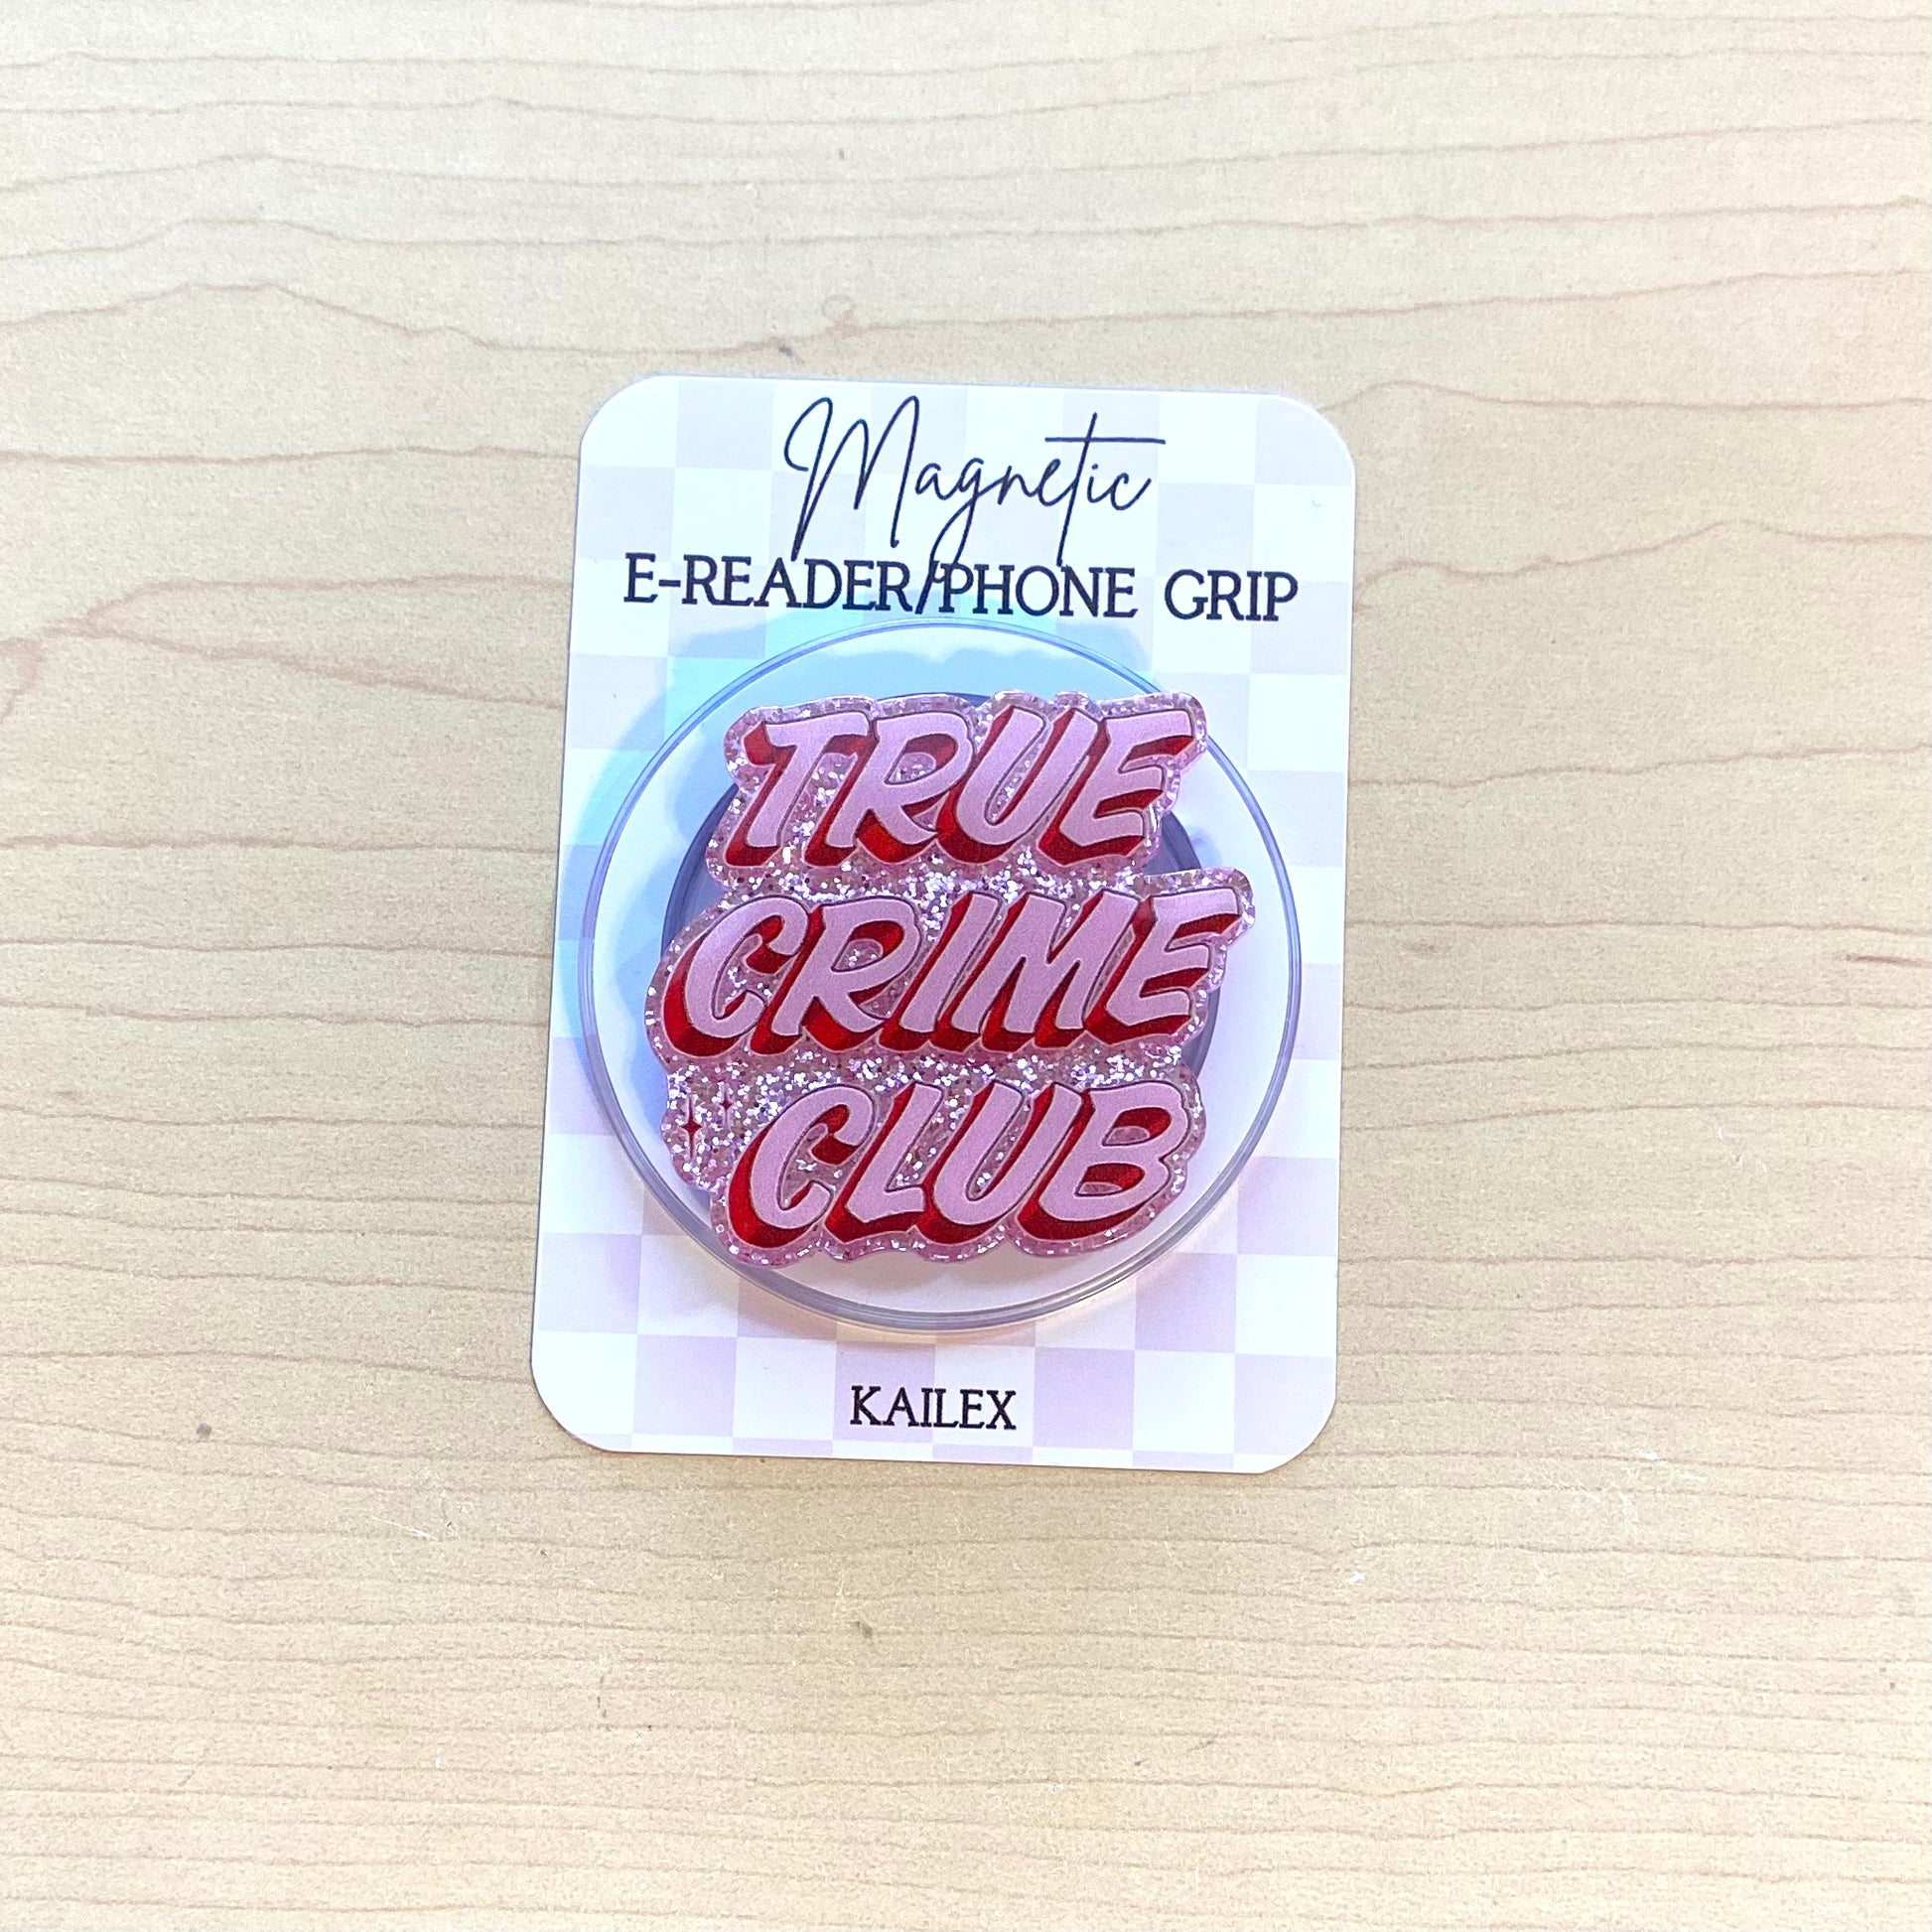 Magnetic
E-READER/PHONE GRIP
TRUE
CRIME
CLUB
KAILEX